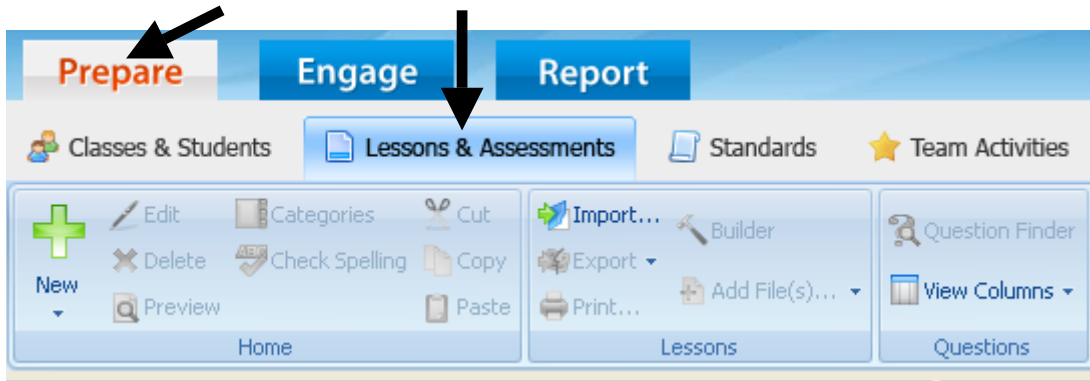 Prepare Engage Report
Classes & Students Lessons & Assessments Standards Team Activities
New
Edit
Delete
Preview
Categories
Check Spelling
Cut
Copy
Paste
Home
Import...
Export
Print...
Builder
Add File(s)...
Lessons
Question Finder
View Columns
Questions